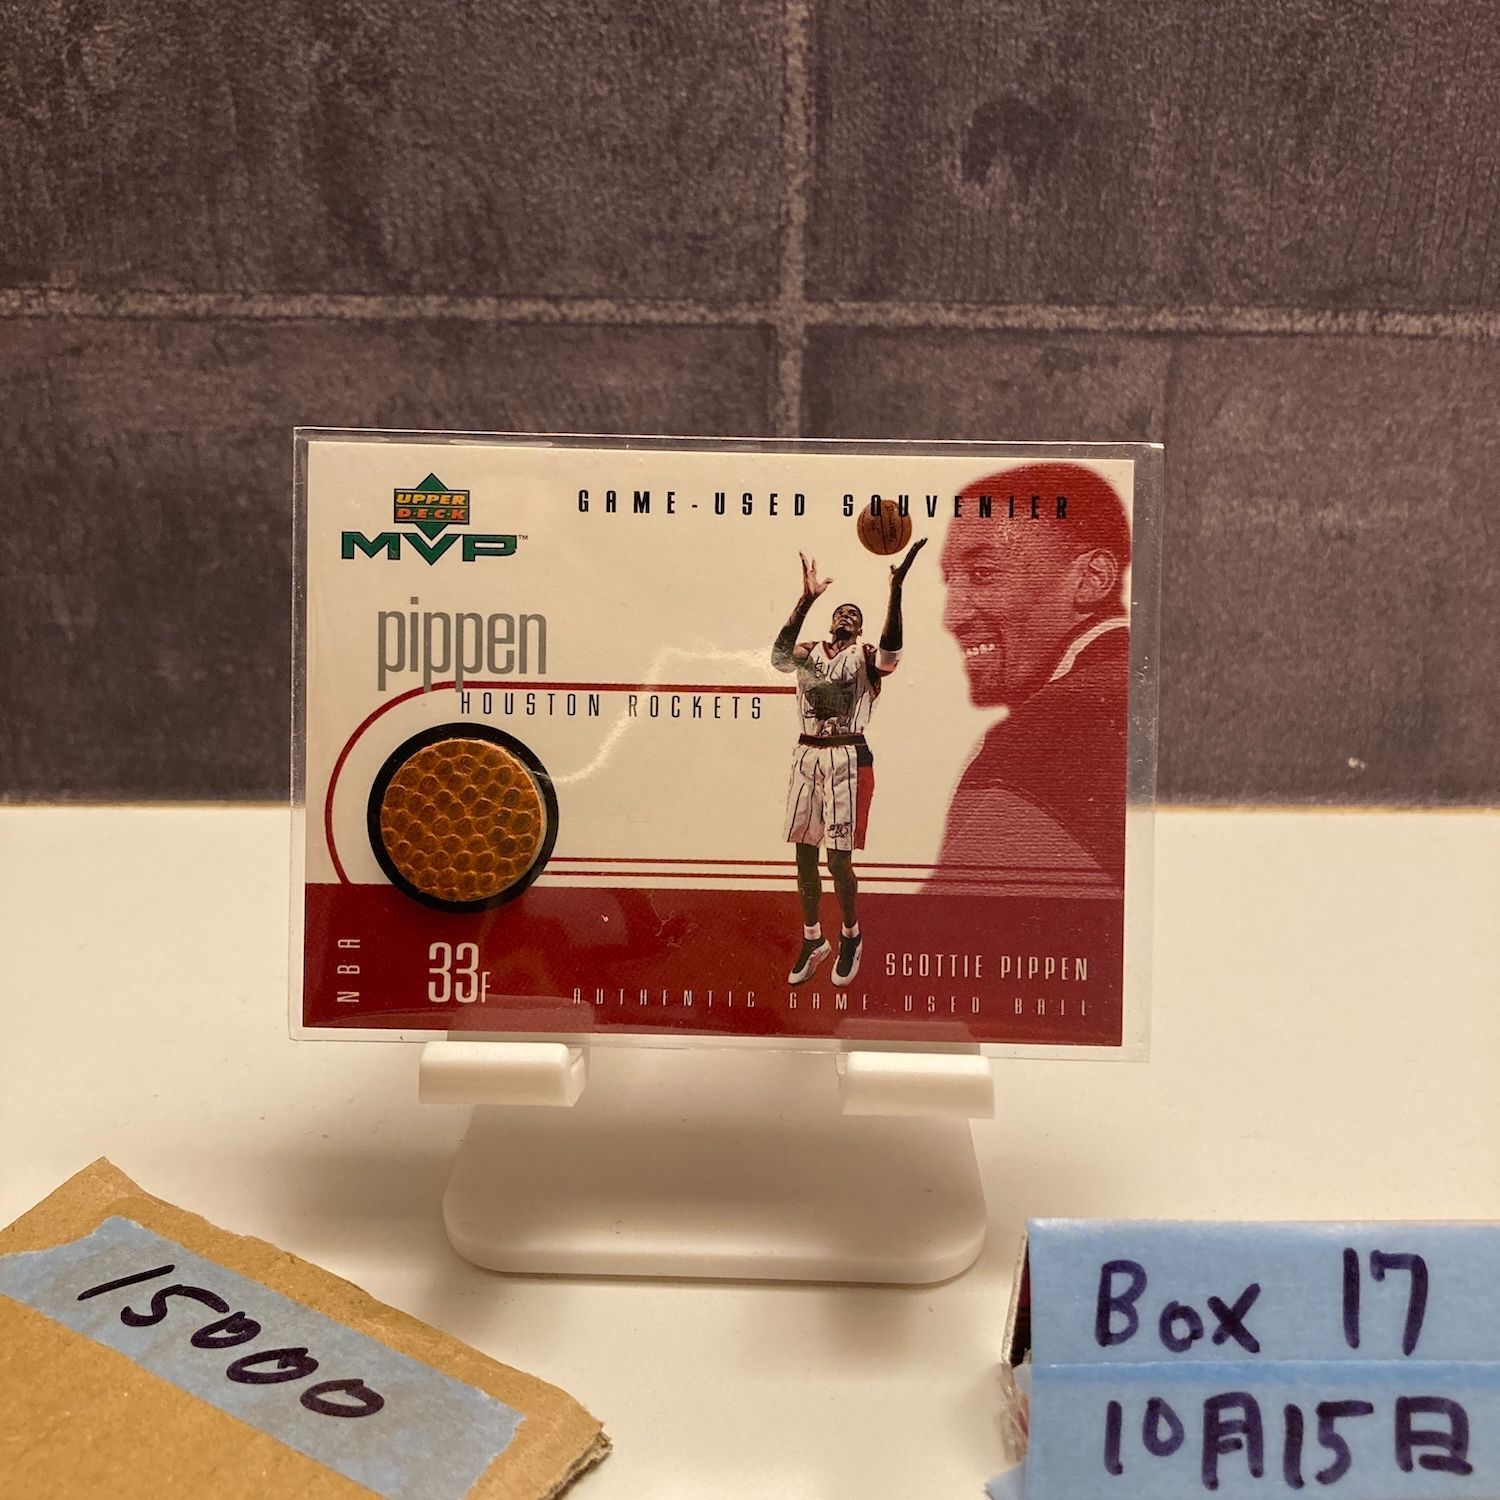 UPPER
DECK
MVP™
GAME-USED SOUVENIER
pippen
HOUSTON ROCKETS
NBA
33F
SCOTTIE PIPPEN
AUTHENTIC GAME-USED BALL
15000
Box 17
10月15日